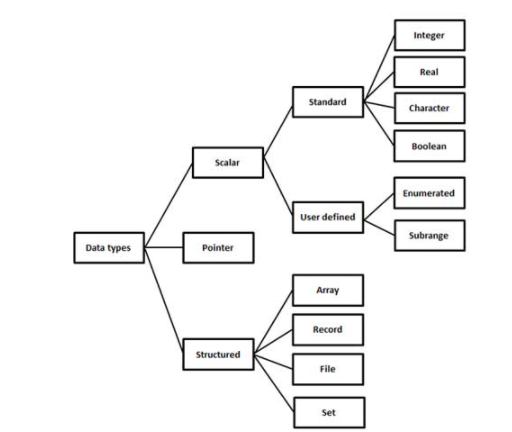 Integer
Real
Standard
Character
Boolean
Scalar
Enumerated
User defined
Subrange
Data types
Pointer
Array
Record
Structured
File
Set